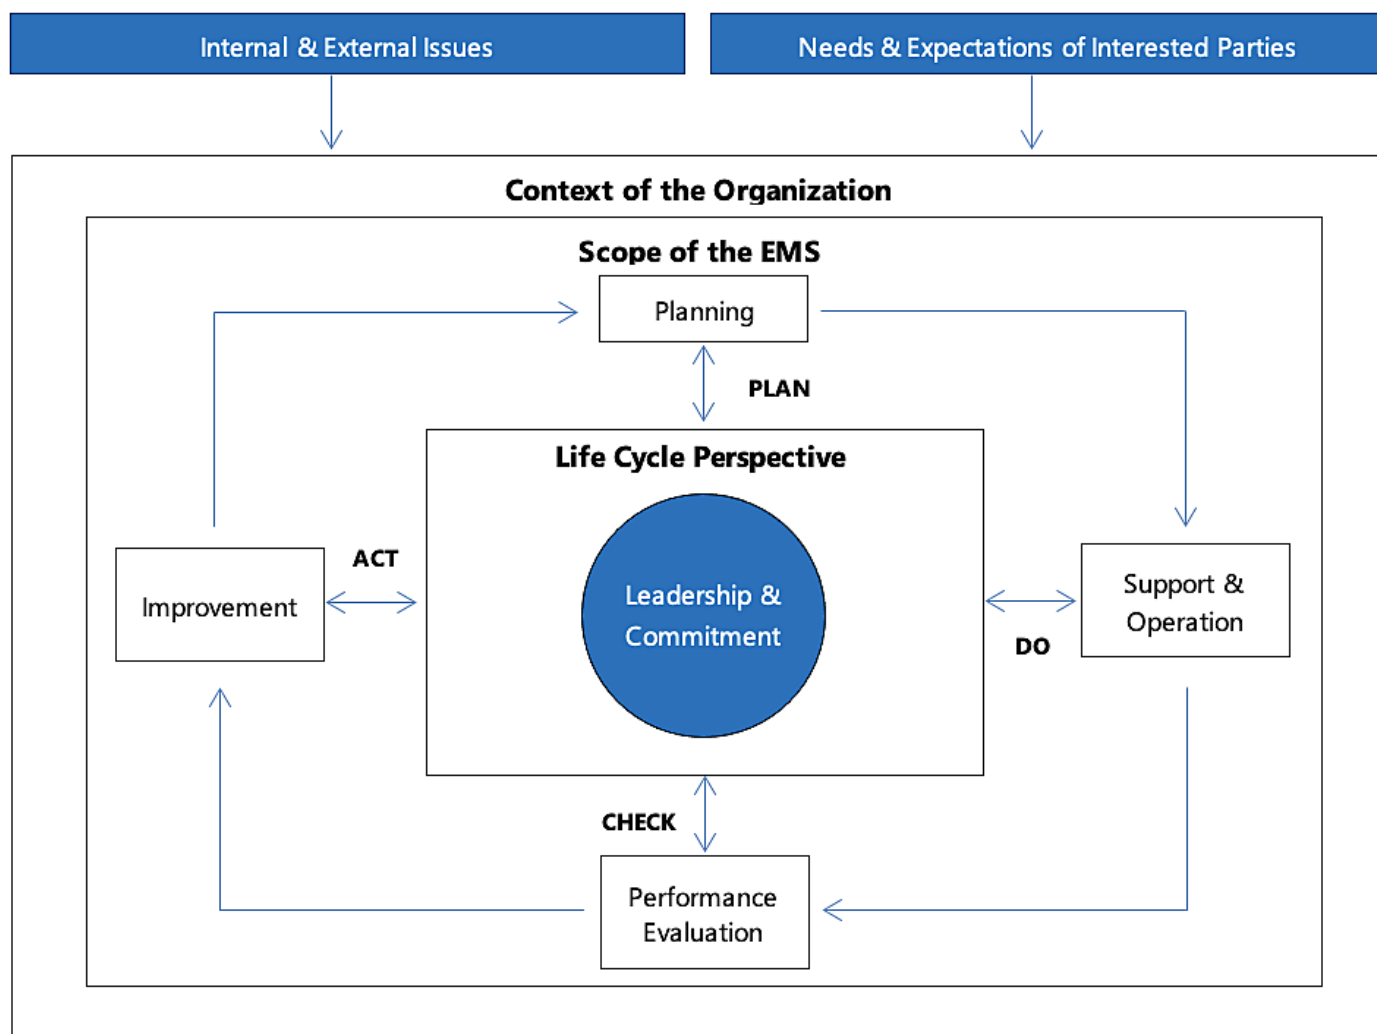 Internal & External Issues
Needs & Expectations of Interested Parties
Context of the Organization
Scope of the EMS
Planning
PLAN
Life Cycle Perspective
ACT
Improvement
Leadership &
Commitment
Support &
Operation
DO
CHECK
Performance
Evaluation